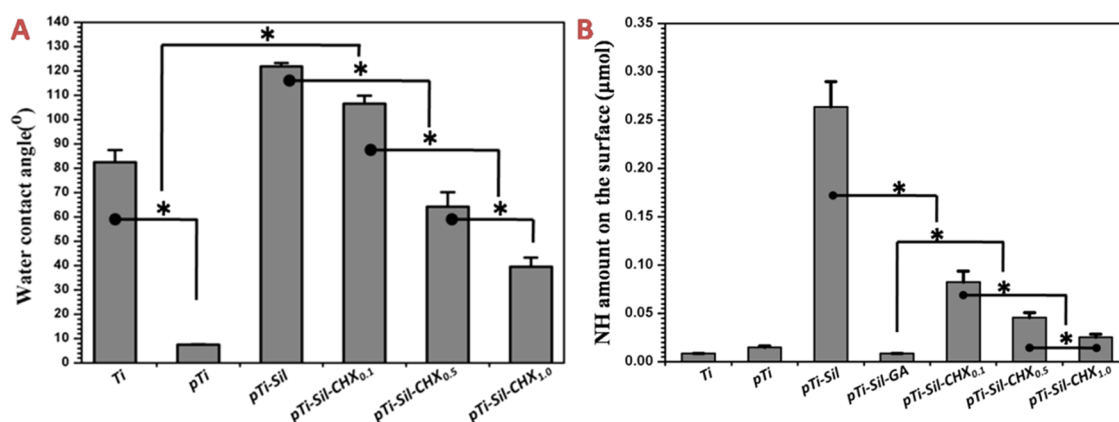 A
Water contact angle(⁰)
140
130
120
110
100
90
80
70
60
50
40
30
20
10
0
*
*
*
*
*
Ti
pTi
pTi-Sil
pTi-Sil-CHX₀.₁
pTi-Sil-CHX₀.₅
pTi-Sil-CHX₁.₀
B
NH amount on the surface (μmol)
0.35
0.30
0.25
0.20
0.15
0.10
0.05
0.00
*
*
*
*
Ti
pTi
pTi-Sil
pTi-Sil-GA
pTi-Sil-CHX₀.₁
pTi-Sil-CHX₀.₅
pTi-Sil-CHX₁.₀